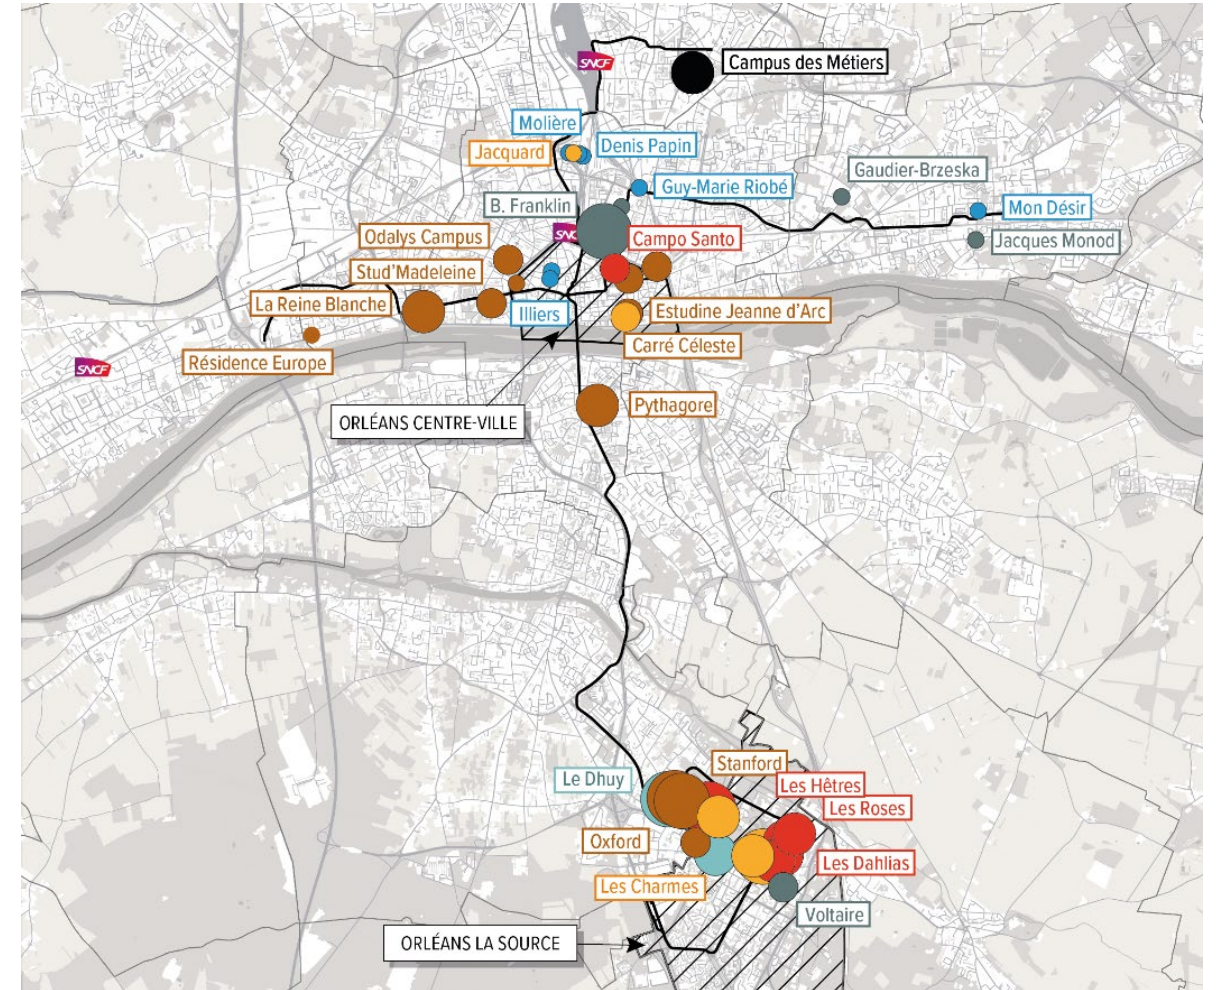 SNCF
Campus des Métiers
Molière
Jacquard
Denis Papin
Gaudier-Brzeska
Guy-Marie Riobé
B. Franklin
Mon Désir
SNC
Campo Santo
Jacques Monod
Odalys Campus
Stud'Madeleine
La Reine Blanche
Illiers
Estudine Jeanne d'Arc
Carré Céleste
Résidence Europe
SNCF
Pythagore
ORLÉANS CENTRE-VILLE
Stanford
Le Dhuy
Les Hêtres
Les Roses
Oxford
Les Dahlias
Les Charmes
Voltaire
ORLÉANS LA SOURCE